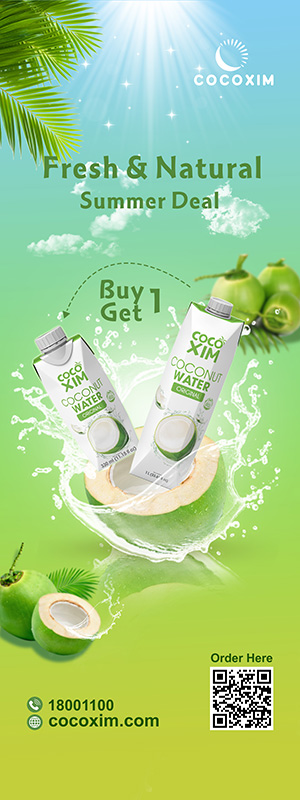 COCOXIM
Fresh & Natural
Summer Deal
Buy 1
Get
COCO
XIM
COCONUT
WATER
ORIGINAL
COCO
XIM
COCONUT
WATER
ORIGINAL
Order Here
18001100
cocoxim.com